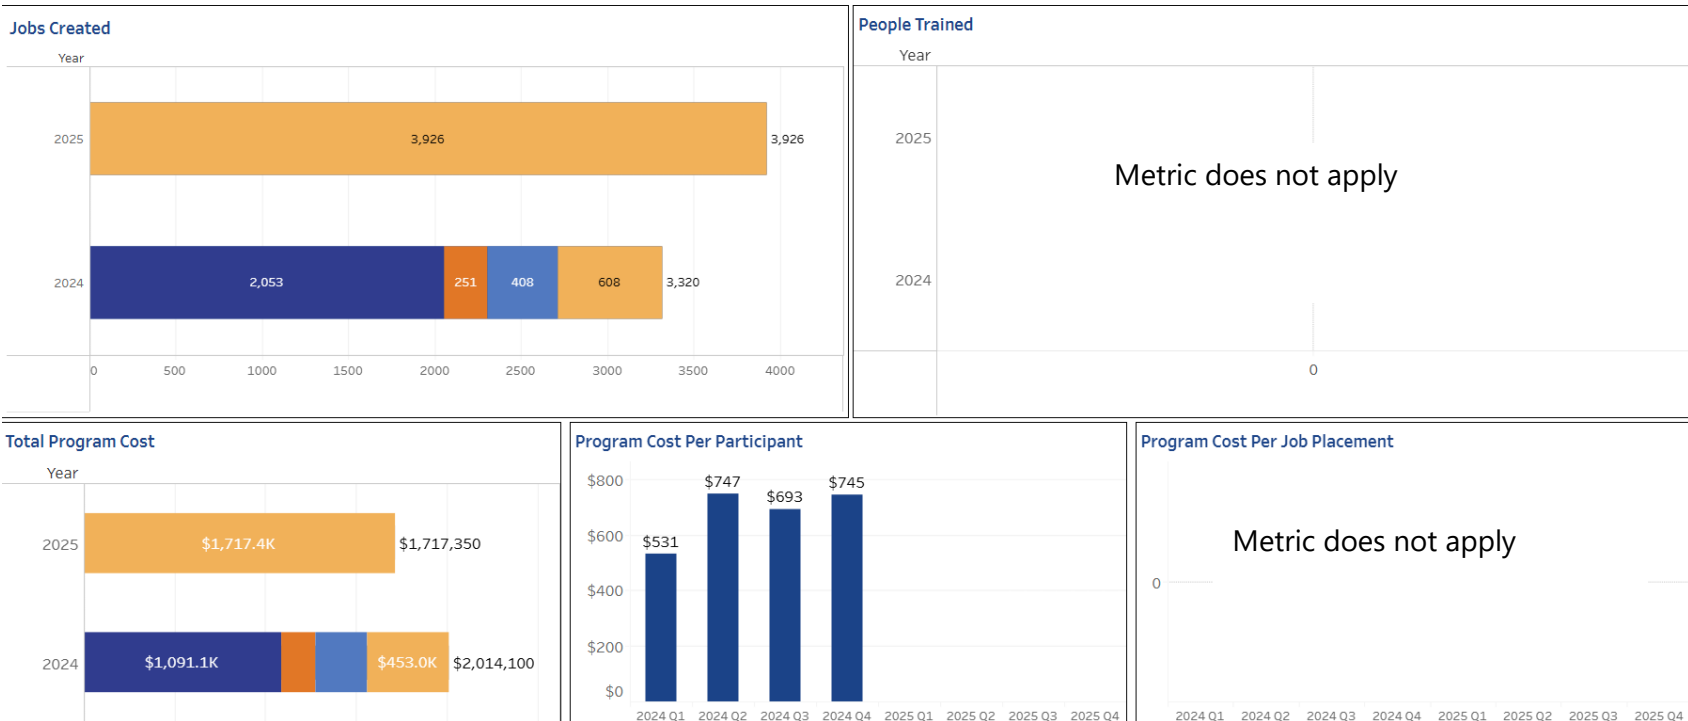 Jobs Created
Year
2025
3,926
3,926
2024
2,053
251
408
608
3,320
0
500
1000
1500
2000
2500
3000
3500
4000
People Trained
Year
2025
Metric does not apply
2024
0
Total Program Cost
Year
2025
$1,717.4K
$1,717,350
2024
$1,091.1K
$453.0K
$2,014,100
Program Cost Per Participant
$800
$600
$400
$200
$0
$531
$747
$693
$745
2024 Q1
2024 Q2
2024 Q3
2024 Q4
2025 Q1
2025 Q2
2025 Q3
2025 Q4
Program Cost Per Job Placement
Metric does not apply
0
2024 Q1
2024 Q2
2024 Q3
2024 Q4
2025 Q1
2025 Q2
2025 Q3
2025 Q4